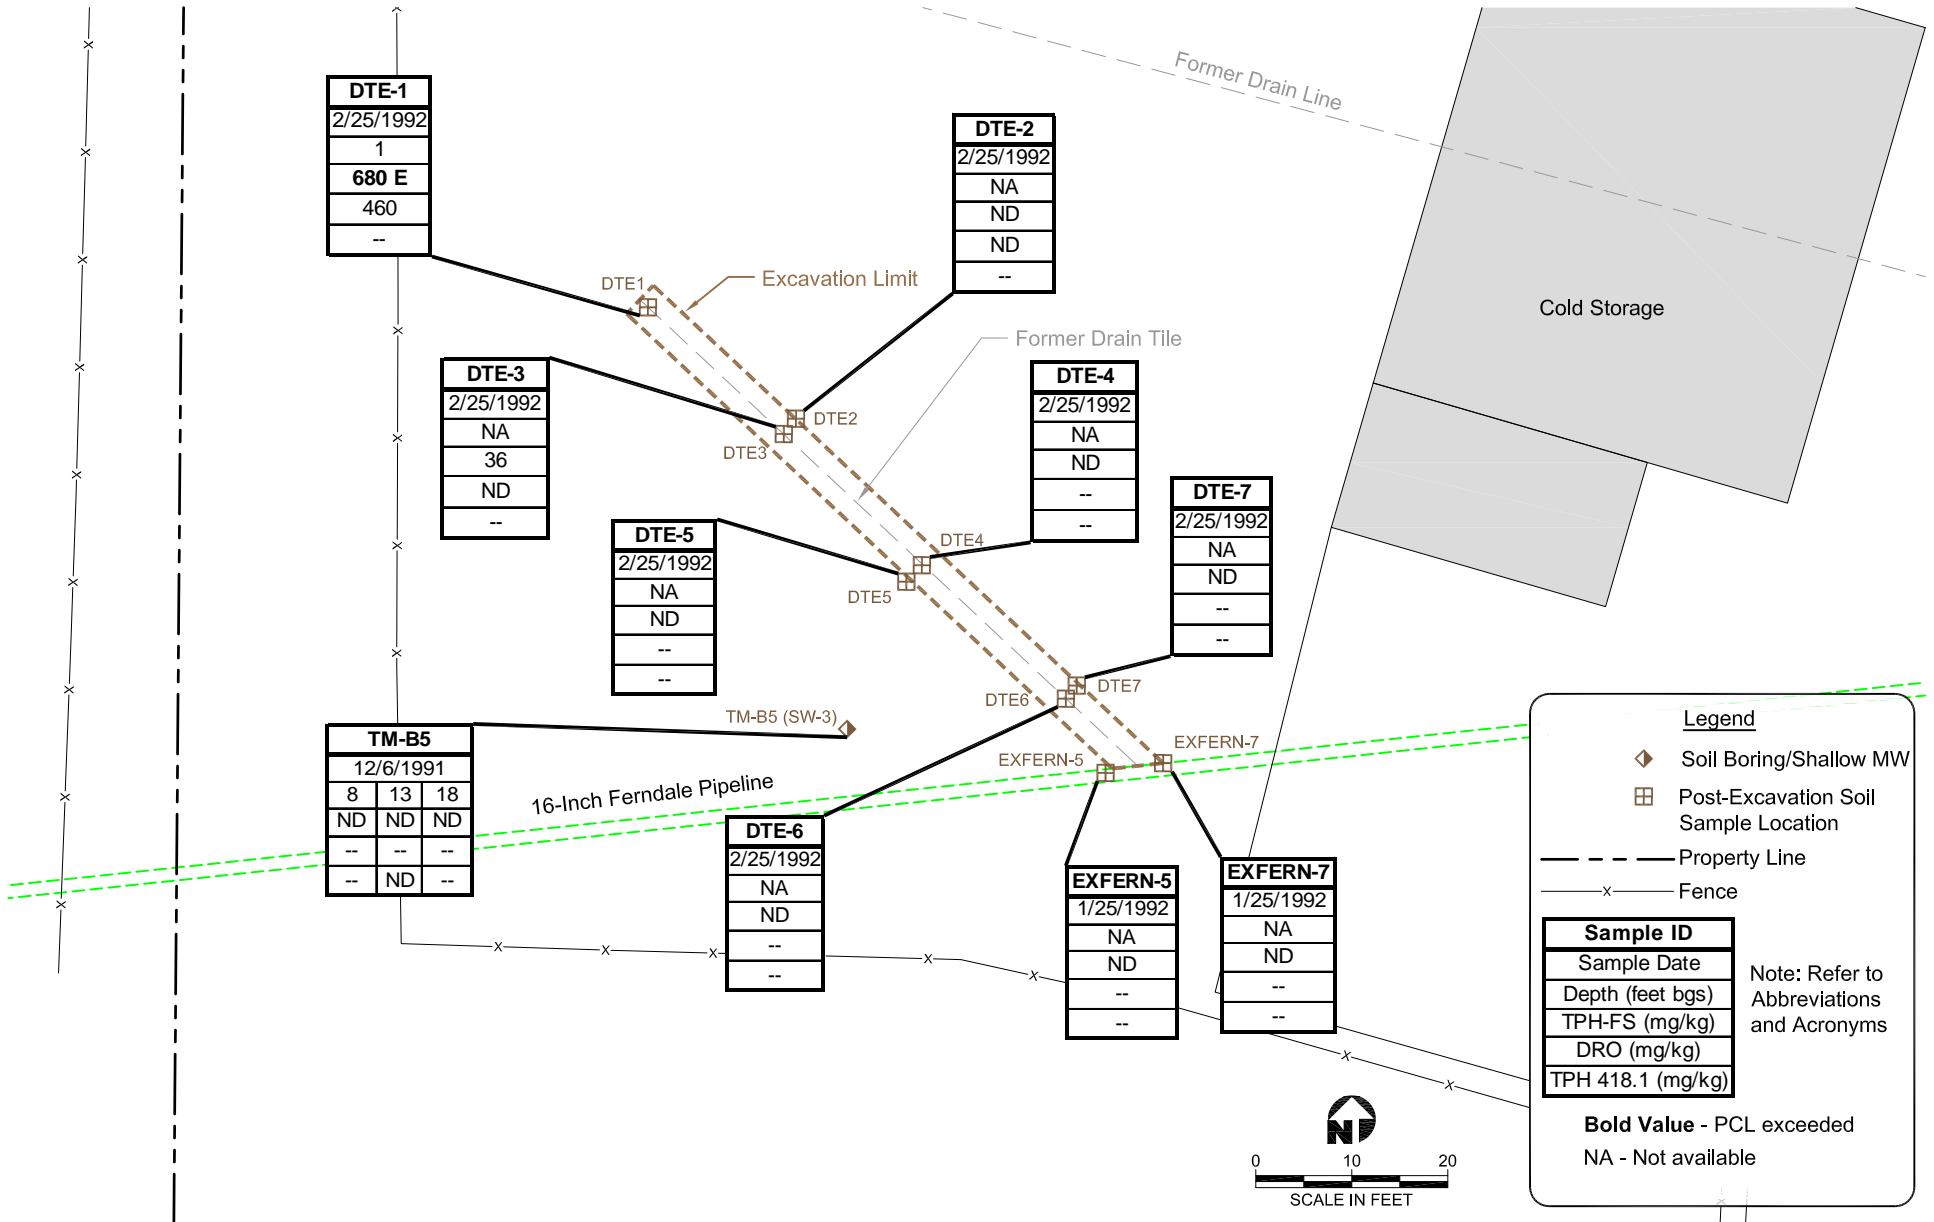 Former Drain Line
DTE-1
2/25/1992
1
680 E
460
--
DTE-2
2/25/1992
NA
ND
ND
--
DTE1
Excavation Limit
Cold Storage
Former Drain Tile
DTE-3
2/25/1992
NA
36
ND
--
DTE2
DTE3
DTE-4
2/25/1992
NA
ND
--
--
DTE-7
2/25/1992
NA
ND
--
--
DTE-5
2/25/1992
NA
ND
--
--
DTE4
DTE5
DTE6
DTE7
TM-B5 (SW-3)
EXFERN-5
EXFERN-7
16-Inch Ferndale Pipeline
TM-B5
12/6/1991
8 13 18
ND ND ND
-- -- --
-- ND --
DTE-6
2/25/1992
NA
ND
--
--
EXFERN-5
1/25/1992
NA
ND
--
--
EXFERN-7
1/25/1992
NA
ND
--
--
x x x x x x x x x
x x x x x
x x x x x x x
N
0 10 20
SCALE IN FEET
Legend
Soil Boring/Shallow MW
Post-Excavation Soil
Sample Location
Property Line
x Fence
Sample ID
Sample Date
Depth (feet bgs)
TPH-FS (mg/kg)
DRO (mg/kg)
TPH 418.1 (mg/kg)
Note: Refer to
Abbreviations
and Acronyms
Bold Value - PCL exceeded
NA - Not available